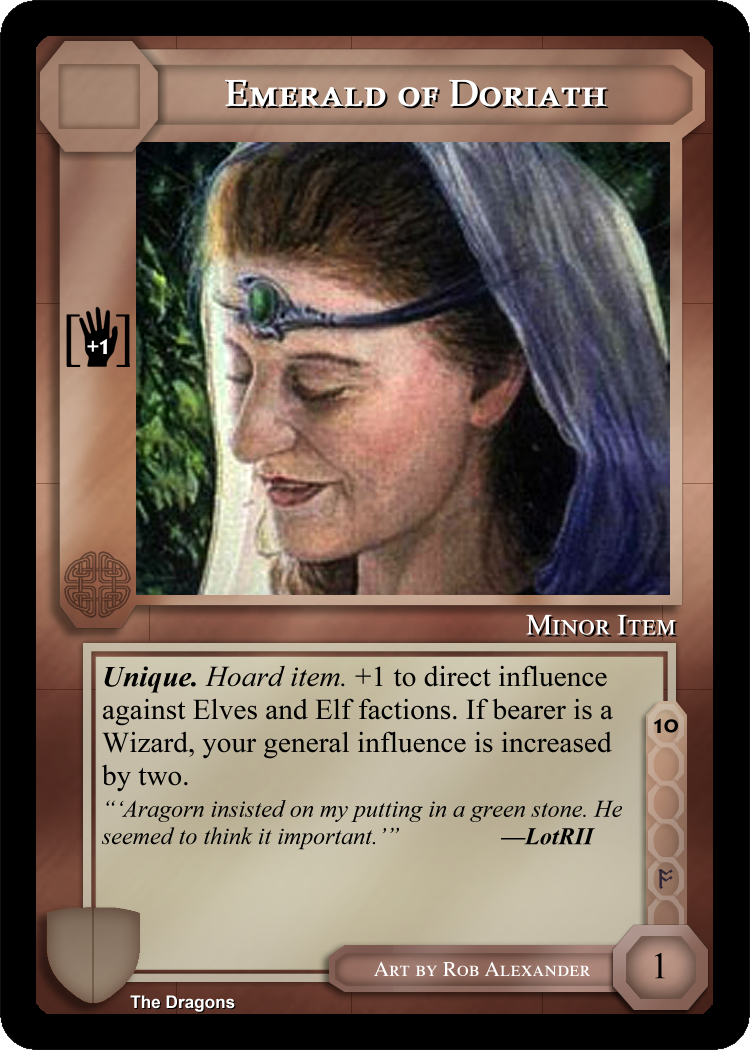 Emerald of Doriath
[+1]
Minor Item
Unique. Hoard item. +1 to direct influence
against Elves and Elf factions. If bearer is a
Wizard, your general influence is increased
by two.
“‘Aragorn insisted on my putting in a green stone. He
seemed to think it important.’” —LotRII
10
ᚩ
Art by Rob Alexander
1
The Dragons